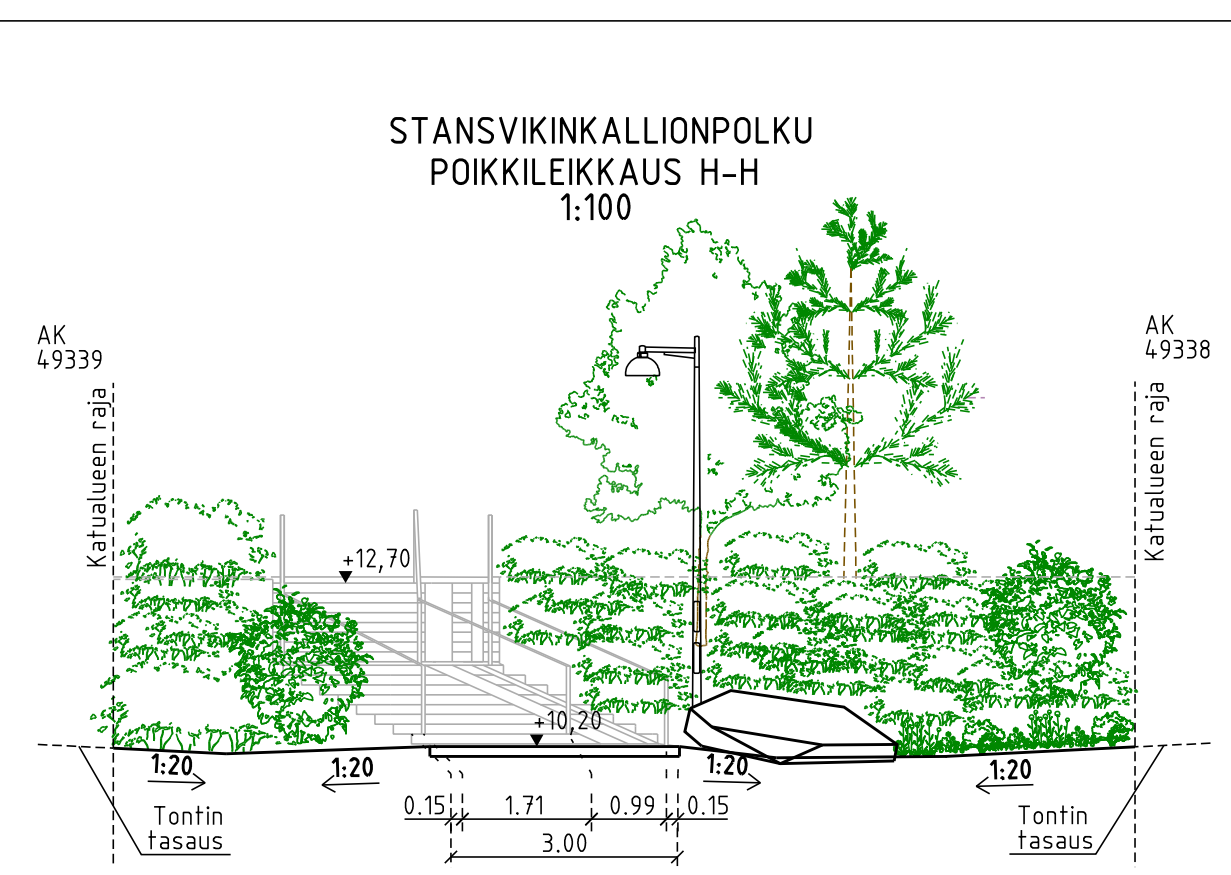 STANSVIKINKALLIONPOLKU
POIKKILEIKKAUS H-H
1:100
AK
49339
AK
49338
Katualueen raja
Katualueen raja
+12,70
+10,20
1:20
1:20
1:20
1:20
0.15
1.71
0.99
0.15
3.00
Tontin
tasaus
Tontin
tasaus